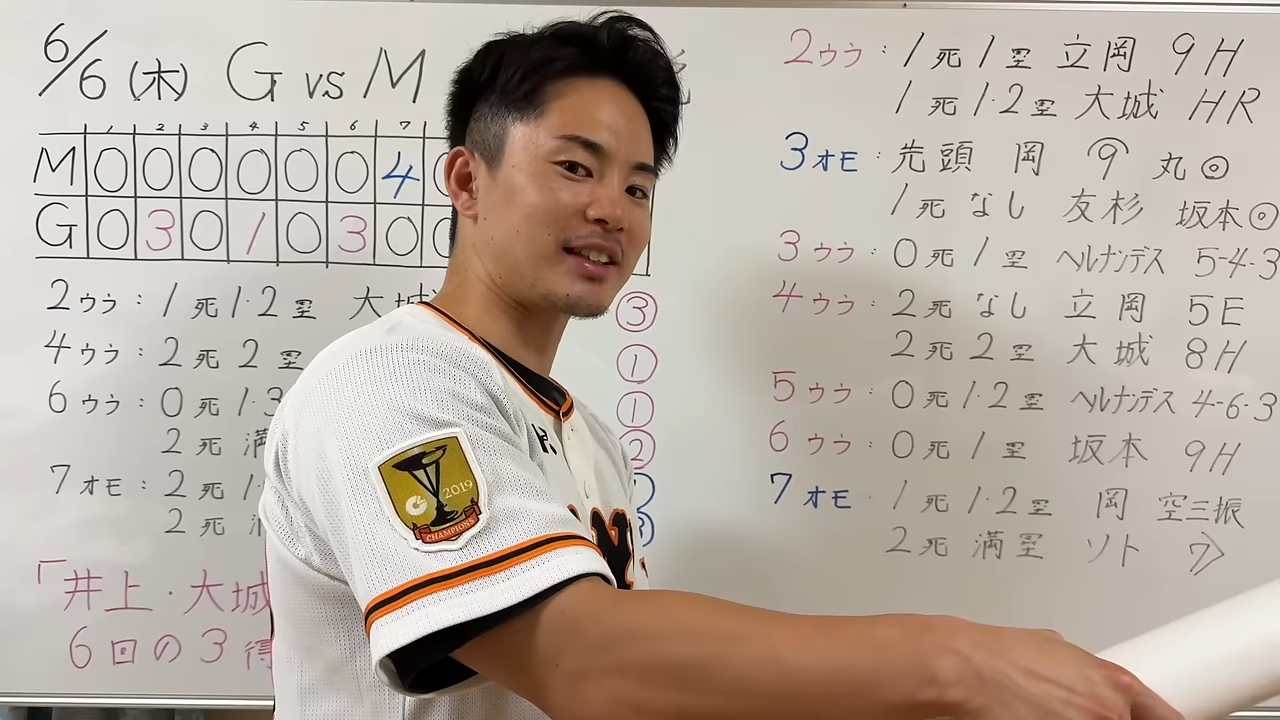 6/6 (木) G vs M
1 2 3 4 5 6 7
M 0 0 0 0 0 0 4 0
G 0 3 0 1 0 3 0 0
2ウラ : 1死 1・2塁 大城 ③
4ウラ : 2死 2塁 ①
6ウラ : 0死 1・3 ①
2死 満 ②
7オモ : 2死 1・
2死
「井上・大城
6回の3得
2ウラ : 1死 1塁 立岡 9H
1死 1・2塁 大城 HR
3オモ : 先頭 岡 9 丸◎
1死 なし 友杉 坂本◎
3ウラ : 0死 1塁 ヘルナンデス 5-4-3
4ウラ : 2死 なし 立岡 5E
2死 2塁 大城 8H
5ウラ : 0死 1・2塁 ヘルナンデス 4-6-3
6ウラ : 0死 1塁 坂本 9H
7オモ 1死 1・2塁 岡 空三振
2死 満塁 ソト 7〉
2019
CHAMPIONS